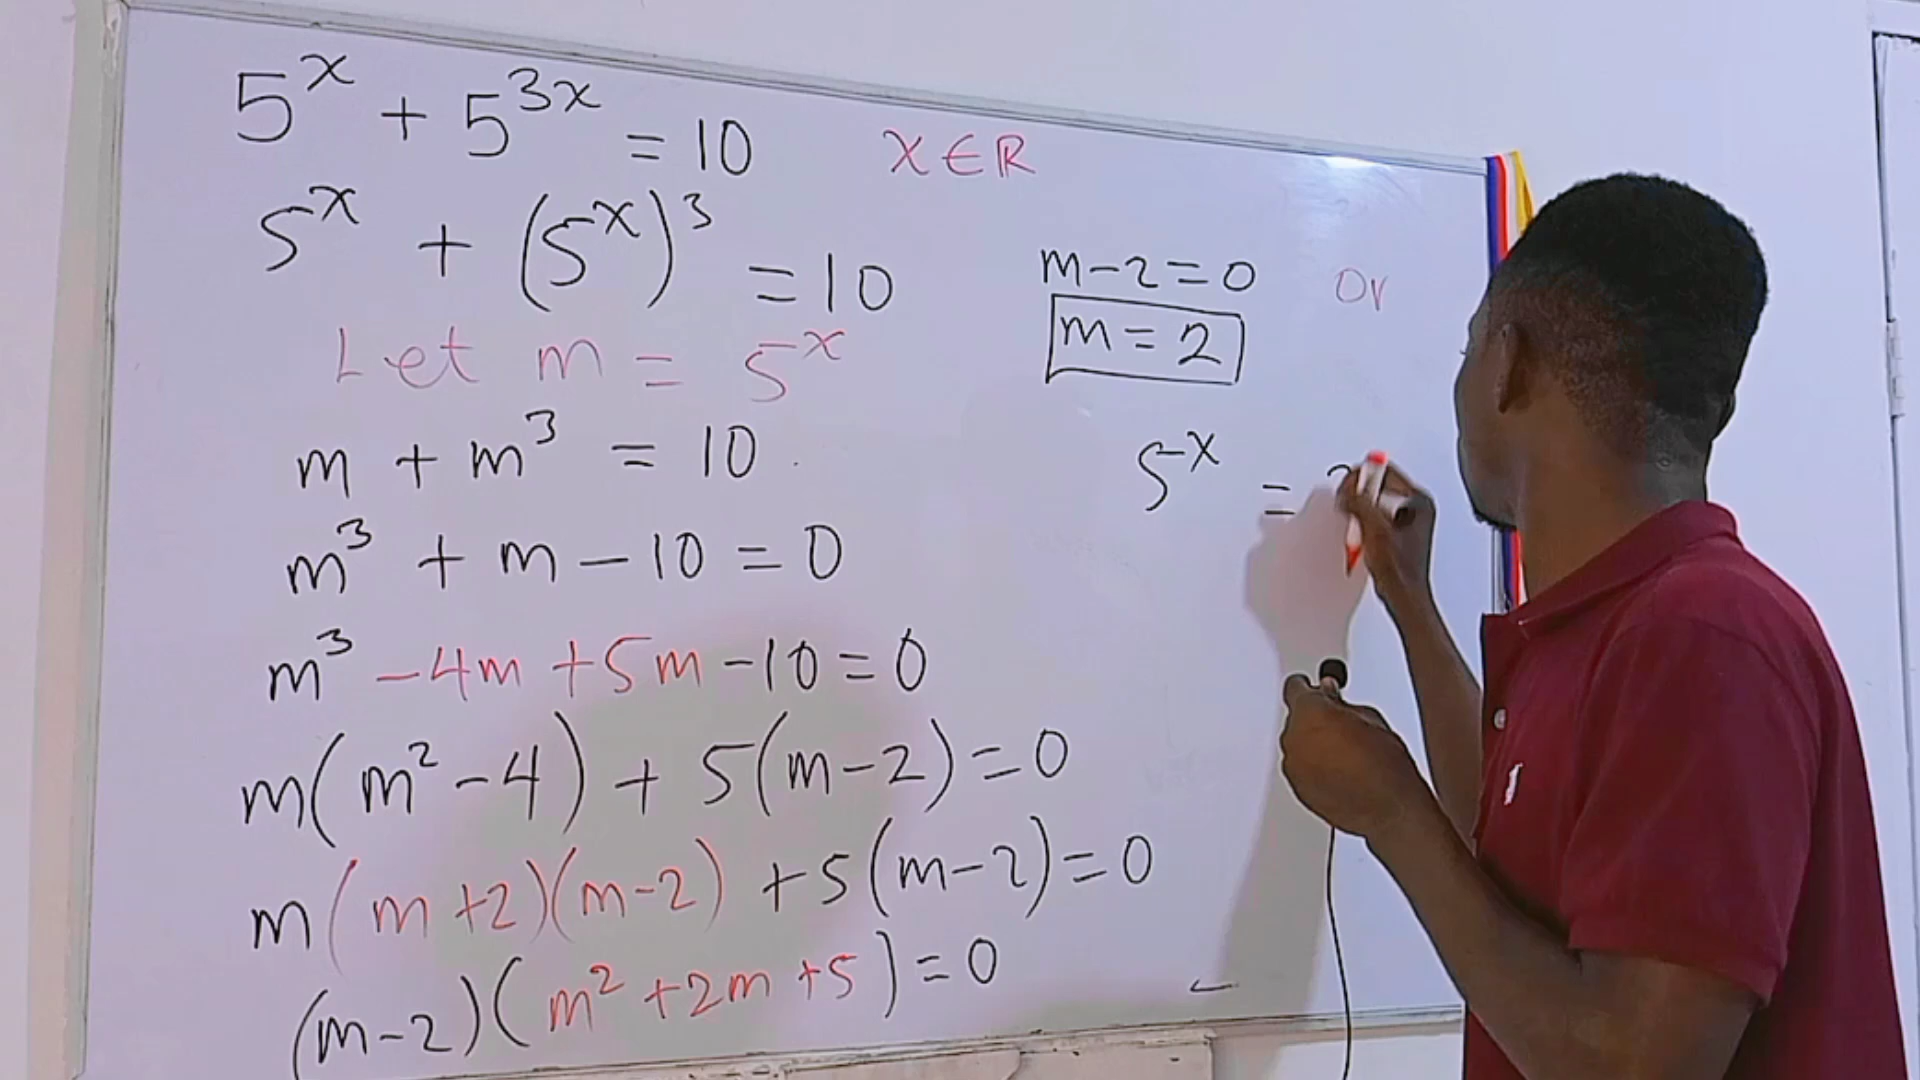 5^x + 5^3x = 10 x ∈ R
5^x + (5^x)^3 = 10
Let m = 5^x
m + m^3 = 10
m^3 + m - 10 = 0
m^3 - 4m + 5m - 10 = 0
m(m^2 - 4) + 5(m - 2) = 0
m(m + 2)(m - 2) + 5(m - 2) = 0
(m - 2)(m^2 + 2m + 5) = 0
m - 2 = 0 or
m = 2
5^x =